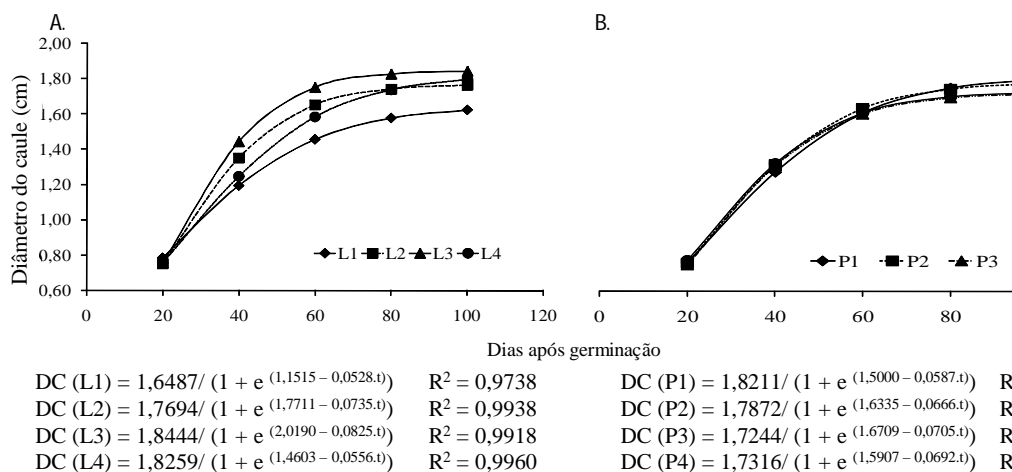 A.
2,00
1,80
1,60
1,40
1,20
1,00
0,80
0,60
Diâmetro do caule (cm)
L1 L2 L3 L4
0 20 40 60 80 100 120
B.
P1 P2 P3
0 20 40 60 80
Dias após germinação
DC (L1) = 1,6487/ (1 + e (1,1515 – 0,0528.t)) R² = 0,9738
DC (L2) = 1,7694/ (1 + e (1,7711 – 0,0735.t)) R² = 0,9938
DC (L3) = 1,8444/ (1 + e (2,0190 – 0,0825.t)) R² = 0,9918
DC (L4) = 1,8259/ (1 + e (1,4603 – 0,0556.t)) R² = 0,9960
DC (P1) = 1,8211/ (1 + e (1,5000 – 0,0587.t)) R
DC (P2) = 1,7872/ (1 + e (1,6335 – 0,0666.t)) R
DC (P3) = 1,7244/ (1 + e (1.6709 – 0,0705.t)) R
DC (P4) = 1,7316/ (1 + e (1,5907 – 0,0692.t)) R